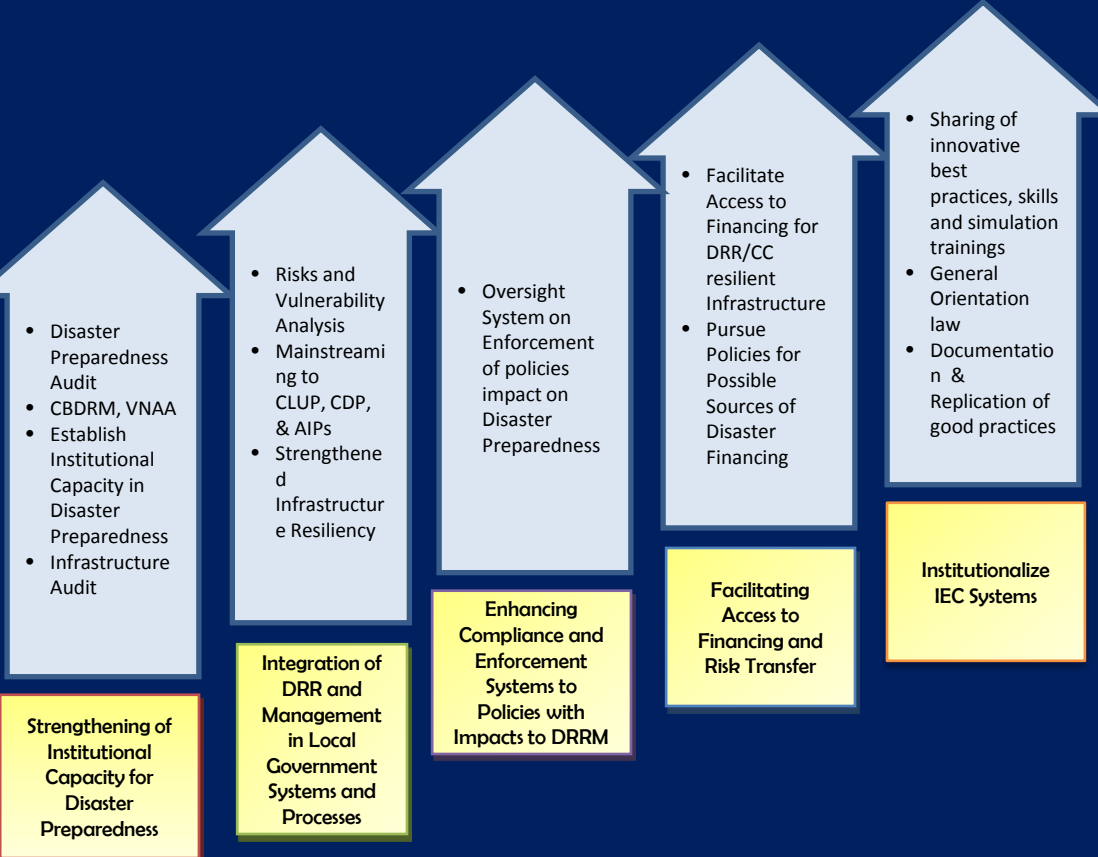 • Disaster
Preparedness
Audit
• CBDRM, VNAA
• Establish
Institutional
Capacity in
Disaster
Preparedness
• Infrastructure
Audit
Strengthening of
Institutional
Capacity for
Disaster
Preparedness
• Risks and
Vulnerability
Analysis
• Mainstreami
ng to
CLUP, CDP,
& AIPs
• Strengthene
d
Infrastructur
e Resiliency
Integration of
DRR and
Management
in Local
Government
Systems and
Processes
• Oversight
System on
Enforcement
of policies
impact on
Disaster
Preparedness
Enhancing
Compliance and
Enforcement
Systems to
Policies with
Impacts to DRRM
• Facilitate
Access to
Financing for
DRR/CC
resilient
Infrastructure
• Pursue
Policies for
Possible
Sources of
Disaster
Financing
Facilitating
Access to
Financing and
Risk Transfer
• Sharing of
innovative
best
practices, skills
and simulation
trainings
• General
Orientation
law
• Documentatio
n &
Replication of
good practices
Institutionalize
IEC Systems